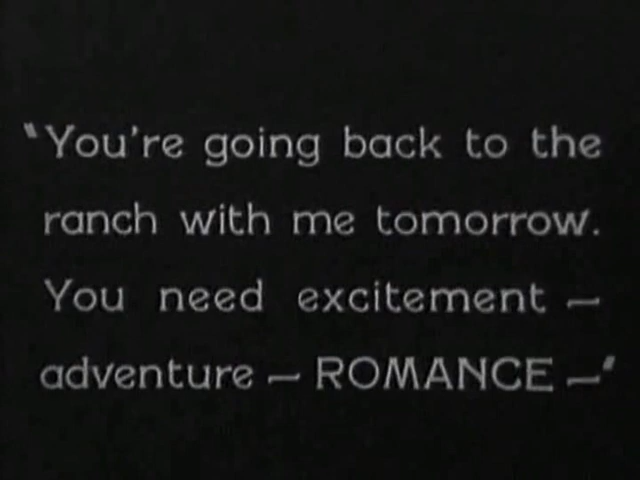 "You're going back to the
ranch with me tomorrow.
You need excitement —
adventure — ROMANCE —"